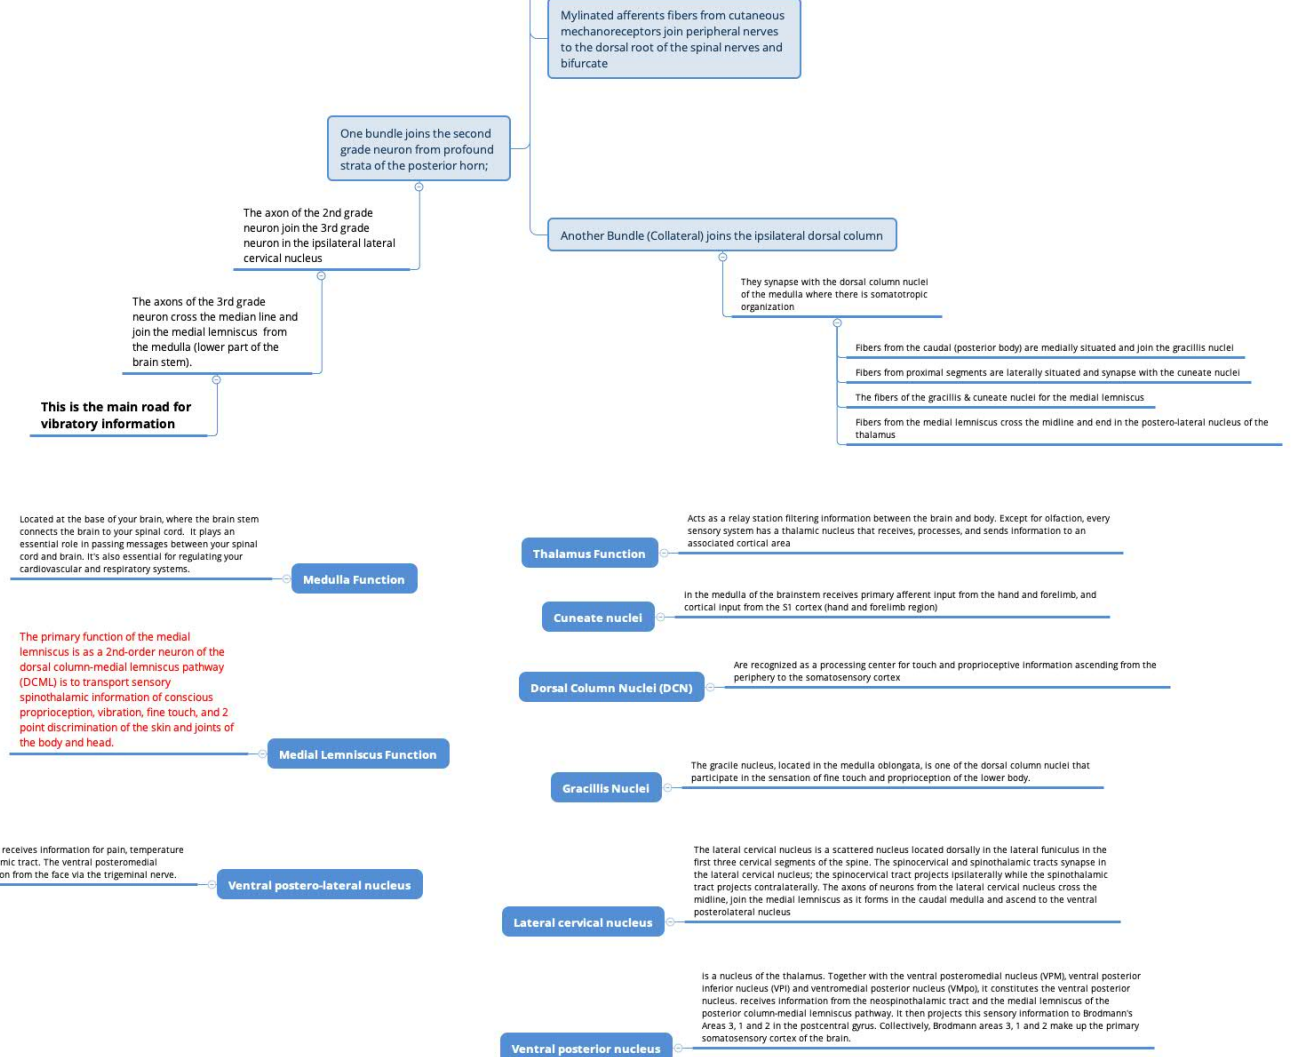 Mylinated afferents fibers from cutaneous
mechanoreceptors join peripheral nerves
to the dorsal root of the spinal nerves and
bifurcate
One bundle joins the second
grade neuron from profound
strata of the posterior horn;
The axon of the 2nd grade
neuron join the 3rd grade
neuron in the ipsilateral lateral
cervical nucleus
The axons of the 3rd grade
neuron cross the median line and
join the medial lemniscus from
the medulla (lower part of the
brain stem).
This is the main road for
vibratory information
Another Bundle (Collateral) joins the ipsilateral dorsal column
They synapse with the dorsal column nuclei
of the medulla where there is somatotropic
organization
Fibers from the caudal (posterior body) are medially situated and join the gracillis nuclei
Fibers from proximal segments are laterally situated and synapse with the cuneate nuclei
The fibers of the gracillis & cuneate nuclei for the medial lemniscus
Fibers from the medial lemniscus cross the midline and end in the postero-lateral nucleus of the
thalamus
Located at the base of your brain, where the brain stem
connects the brain to your spinal cord. It plays an
essential role in passing messages between your spinal
cord and brain. It's also essential for regulating your
cardiovascular and respiratory systems.
Medulla Function
The primary function of the medial
lemniscus is as a 2nd-order neuron of the
dorsal column-medial lemniscus pathway
(DCML) is to transport sensory
spinothalamic information of conscious
proprioception, vibration, fine touch, and 2
point discrimination of the skin and joints of
the body and head.
Medial Lemniscus Function
receives information for pain, temperature
mic tract. The ventral posteromedial
on from the face via the trigeminal nerve.
Ventral postero-lateral nucleus
Acts as a relay station filtering information between the brain and body. Except for olfaction, every
sensory system has a thalamic nucleus that receives, processes, and sends information to an
associated cortical area
Thalamus Function
in the medulla of the brainstem receives primary afferent input from the hand and forelimb, and
cortical input from the S1 cortex (hand and forelimb region)
Cuneate nuclei
Are recognized as a processing center for touch and proprioceptive information ascending from the
periphery to the somatosensory cortex
Dorsal Column Nuclei (DCN)
The gracile nucleus, located in the medulla oblongata, is one of the dorsal column nuclei that
participate in the sensation of fine touch and proprioception of the lower body.
Gracillis Nuclei
The lateral cervical nucleus is a scattered nucleus located dorsally in the lateral funiculus in the
first three cervical segments of the spine. The spinocervical and spinothalamic tracts synapse in
the lateral cervical nucleus; the spinocervical tract projects ipsilaterally while the spinothalamic
tract projects contralaterally. The axons of neurons from the lateral cervical nucleus cross the
midline, join the medial lemniscus as it forms in the caudal medulla and ascend to the ventral
posterolateral nucleus
Lateral cervical nucleus
is a nucleus of the thalamus. Together with the ventral posteromedial nucleus (VPM), ventral posterior
inferior nucleus (VPI) and ventromedial posterior nucleus (VMpo), it constitutes the ventral posterior
nucleus. receives information from the neospinothalamic tract and the medial lemniscus of the
posterior column-medial lemniscus pathway. It then projects this sensory information to Brodmann's
Areas 3, 1 and 2 in the postcentral gyrus. Collectively, Brodmann areas 3, 1 and 2 make up the primary
somatosensory cortex of the brain.
Ventral posterior nucleus